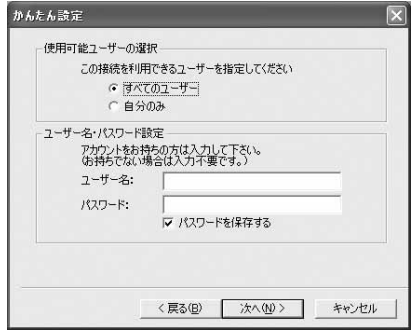 かんたん設定
使用可能ユーザーの選択
この接続を利用できるユーザーを指定してください
すべてのユーザー
自分のみ
ユーザー名・パスワード設定
アカウントをお持ちの方は入力して下さい。
(お持ちでない場合は入力不要です。)
ユーザー名:
パスワード:
パスワードを保存する
< 戻る(B) 次へ(N) > キャンセル